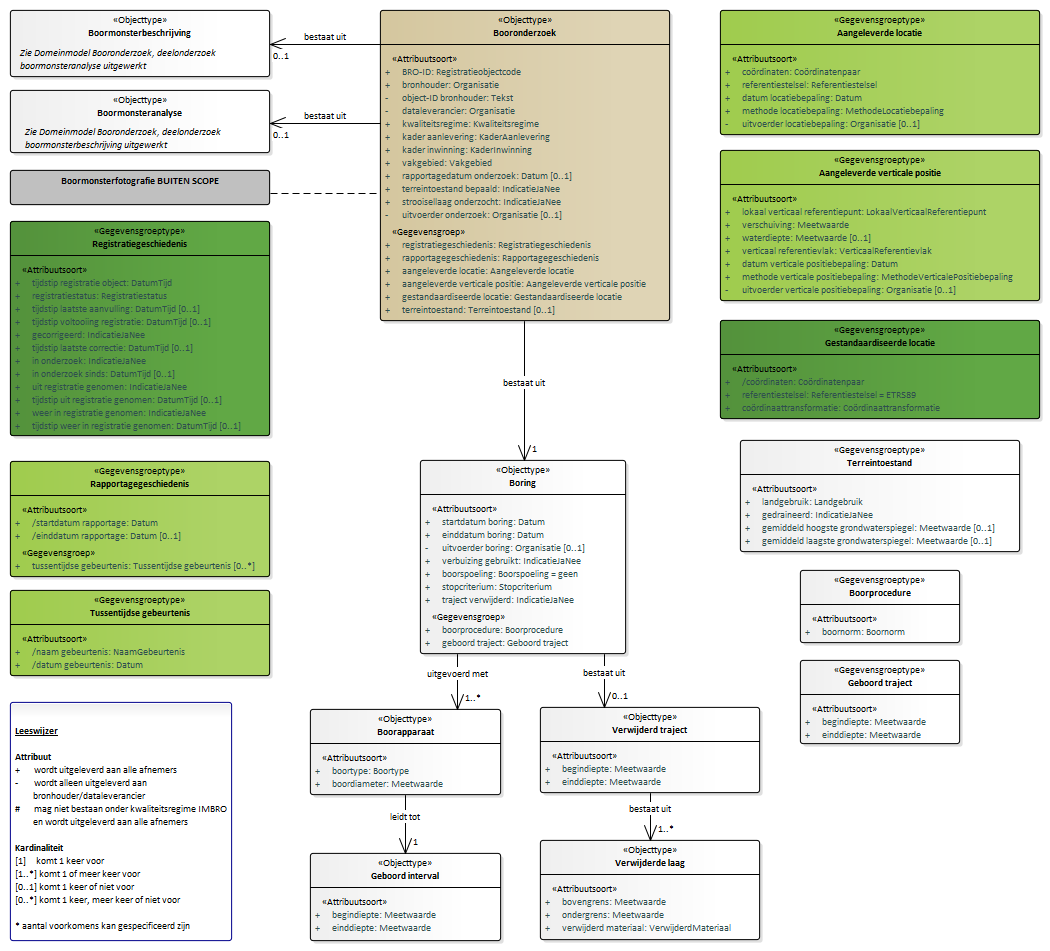 «Objecttype»
Boormonsterbeschrijving
Zie Domeinmodel Booronderzoek, deelonderzoek
boormonsteranalyse uitgewerkt
bestaat uit
0..1
«Objecttype»
Boormonsteranalyse
Zie Domeinmodel Booronderzoek, deelonderzoek
boormonsterbeschrijving uitgewerkt
bestaat uit
0..1
Boormonsterfotografie BUITEN SCOPE
«Gegevensgroeptype»
Registratiegeschiedenis
«Attribuutsoort»
+ tijdstip registratie object: DatumTijd
+ registratiestatus: Registratiestatus
+ tijdstip laatste aanvulling: DatumTijd [0..1]
+ tijdstip voltooiing registratie: DatumTijd [0..1]
+ gecorrigeerd: IndicatieJaNee
+ tijdstip laatste correctie: DatumTijd [0..1]
+ in onderzoek: IndicatieJaNee
+ in onderzoek sinds: DatumTijd [0..1]
+ uit registratie genomen: IndicatieJaNee
+ tijdstip uit registratie genomen: DatumTijd [0..1]
+ weer in registratie genomen: IndicatieJaNee
+ tijdstip weer in registratie genomen: DatumTijd [0..1]
«Gegevensgroeptype»
Rapportagegeschiedenis
«Attribuutsoort»
+ /startdatum rapportage: Datum
+ /einddatum rapportage: Datum [0..1]
«Gegevensgroep»
+ tussentijdse gebeurtenis: Tussentijdse gebeurtenis [0..*]
«Gegevensgroeptype»
Tussentijdse gebeurtenis
«Attribuutsoort»
+ /naam gebeurtenis: NaamGebeurtenis
+ /datum gebeurtenis: Datum
Leeswijzer
Attribuut
+ wordt uitgeleverd aan alle afnemers
- wordt alleen uitgeleverd aan
bronhouder/dataleverancier
# mag niet bestaan onder kwaliteitsregime IMBRO
en wordt uitgeleverd aan alle afnemers
Kardinaliteit
[1] komt 1 keer voor
[1..*] komt 1 of meer keer voor
[0..1] komt 1 keer of niet voor
[0..*] komt 1 keer, meer keer of niet voor
* aantal voorkomens kan gespecificeerd zijn
«Objecttype»
Booronderzoek
«Attribuutsoort»
+ BRO-ID: Registratieobjectcode
+ bronhouder: Organisatie
- object-ID bronhouder: Tekst
- dataleverancier: Organisatie
+ kwaliteitsregime: Kwaliteitsregime
+ kader aanlevering: KaderAanlevering
+ kader inwinning: KaderInwinning
+ vakgebied: Vakgebied
+ rapportagedatum onderzoek: Datum [0..1]
+ terreintoestand bepaald: IndicatieJaNee
+ strooisellaag onderzocht: IndicatieJaNee
- uitvoerder onderzoek: Organisatie [0..1]
«Gegevensgroep»
+ registratiegeschiedenis: Registratiegeschiedenis
+ rapportagegeschiedenis: Rapportagegeschiedenis
+ aangeleverde locatie: Aangeleverde locatie
+ aangeleverde verticale positie: Aangeleverde verticale positie
+ gestandaardiseerde locatie: Gestandaardiseerde locatie
+ terreintoestand: Terreintoestand [0..1]
bestaat uit
1
«Objecttype»
Boring
«Attribuutsoort»
+ startdatum boring: Datum
+ einddatum boring: Datum
- uitvoerder boring: Organisatie [0..1]
+ verbuizing gebruikt: IndicatieJaNee
+ boorspoeling: Boorspoeling = geen
+ stopcriterium: Stopcriterium
+ traject verwijderd: IndicatieJaNee
«Gegevensgroep»
+ boorprocedure: Boorprocedure
+ geboord traject: Geboord traject
uitgevoerd met
1..*
bestaat uit
0..1
«Objecttype»
Boorapparaat
«Attribuutsoort»
+ boortype: Boortype
+ boordiameter: Meetwaarde
leidt tot
1
«Objecttype»
Geboord interval
«Attribuutsoort»
+ begindiepte: Meetwaarde
+ einddiepte: Meetwaarde
«Objecttype»
Verwijderd traject
«Attribuutsoort»
+ begindiepte: Meetwaarde
+ einddiepte: Meetwaarde
bestaat uit
1..*
«Objecttype»
Verwijderde laag
«Attribuutsoort»
+ bovengrens: Meetwaarde
+ ondergrens: Meetwaarde
+ verwijderd materiaal: VerwijderdMateriaal
«Gegevensgroeptype»
Aangeleverde locatie
«Attribuutsoort»
+ coördinaten: Coördinatenpaar
+ referentiestelsel: Referentiestelsel
+ datum locatiebepaling: Datum
+ methode locatiebepaling: MethodeLocatiebepaling
- uitvoerder locatiebepaling: Organisatie [0..1]
«Gegevensgroeptype»
Aangeleverde verticale positie
«Attribuutsoort»
+ lokaal verticaal referentiepunt: LokaalVerticaalReferentiepunt
+ verschuiving: Meetwaarde
+ waterdiepte: Meetwaarde [0..1]
+ verticaal referentievlak: VerticaalReferentievlak
+ datum verticale positiebepaling: Datum
+ methode verticale positiebepaling: MethodeVerticalePositiebepaling
- uitvoerder verticale positiebepaling: Organisatie [0..1]
«Gegevensgroeptype»
Gestandaardiseerde locatie
«Attribuutsoort»
+ /coördinaten: Coördinatenpaar
+ referentiestelsel: Referentiestelsel = ETRS89
+ coördinaattransformatie: Coördinaattransformatie
«Gegevensgroeptype»
Terreintoestand
«Attribuutsoort»
+ landgebruik: Landgebruik
+ gedraineerd: IndicatieJaNee
+ gemiddeld hoogste grondwaterspiegel: Meetwaarde [0..1]
+ gemiddeld laagste grondwaterspiegel: Meetwaarde [0..1]
«Gegevensgroeptype»
Boorprocedure
«Attribuutsoort»
+ boornorm: Boornorm
«Gegevensgroeptype»
Geboord traject
«Attribuutsoort»
+ begindiepte: Meetwaarde
+ einddiepte: Meetwaarde